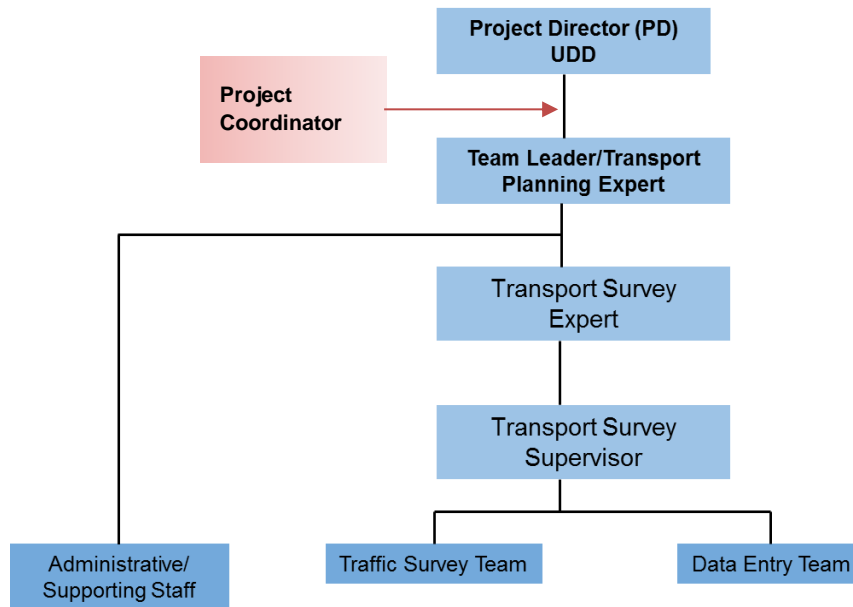 Project Director (PD)
UDD
Project
Coordinator
Team Leader/Transport
Planning Expert
Transport Survey
Expert
Transport Survey
Supervisor
Administrative/
Supporting Staff
Traffic Survey Team
Data Entry Team